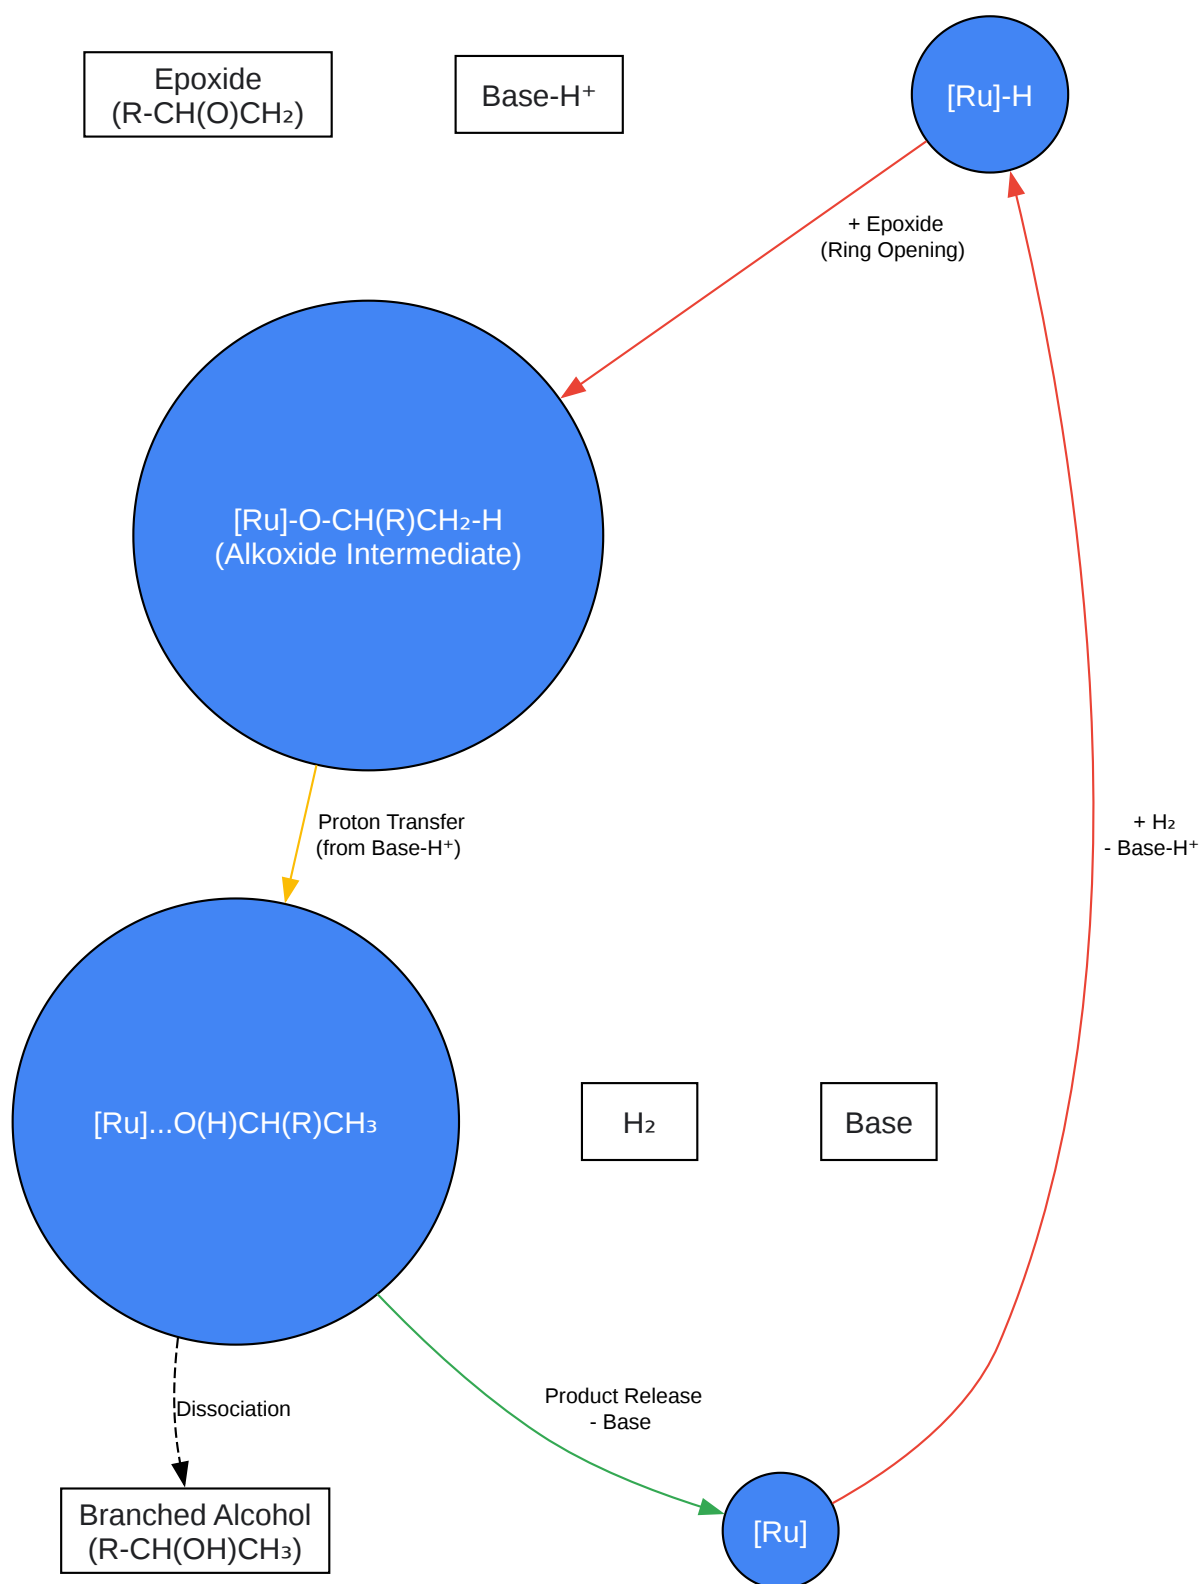 Epoxide
(R-CH(O)CH₂)
Base-H⁺
[Ru]-H
+ Epoxide
(Ring Opening)
[Ru]-O-CH(R)CH₂-H
(Alkoxide Intermediate)
Proton Transfer
(from Base-H⁺)
+ H₂
- Base-H⁺
[Ru]...O(H)CH(R)CH₃
H₂
Base
Product Release
- Base
Dissociation
Branched Alcohol
(R-CH(OH)CH₃)
[Ru]